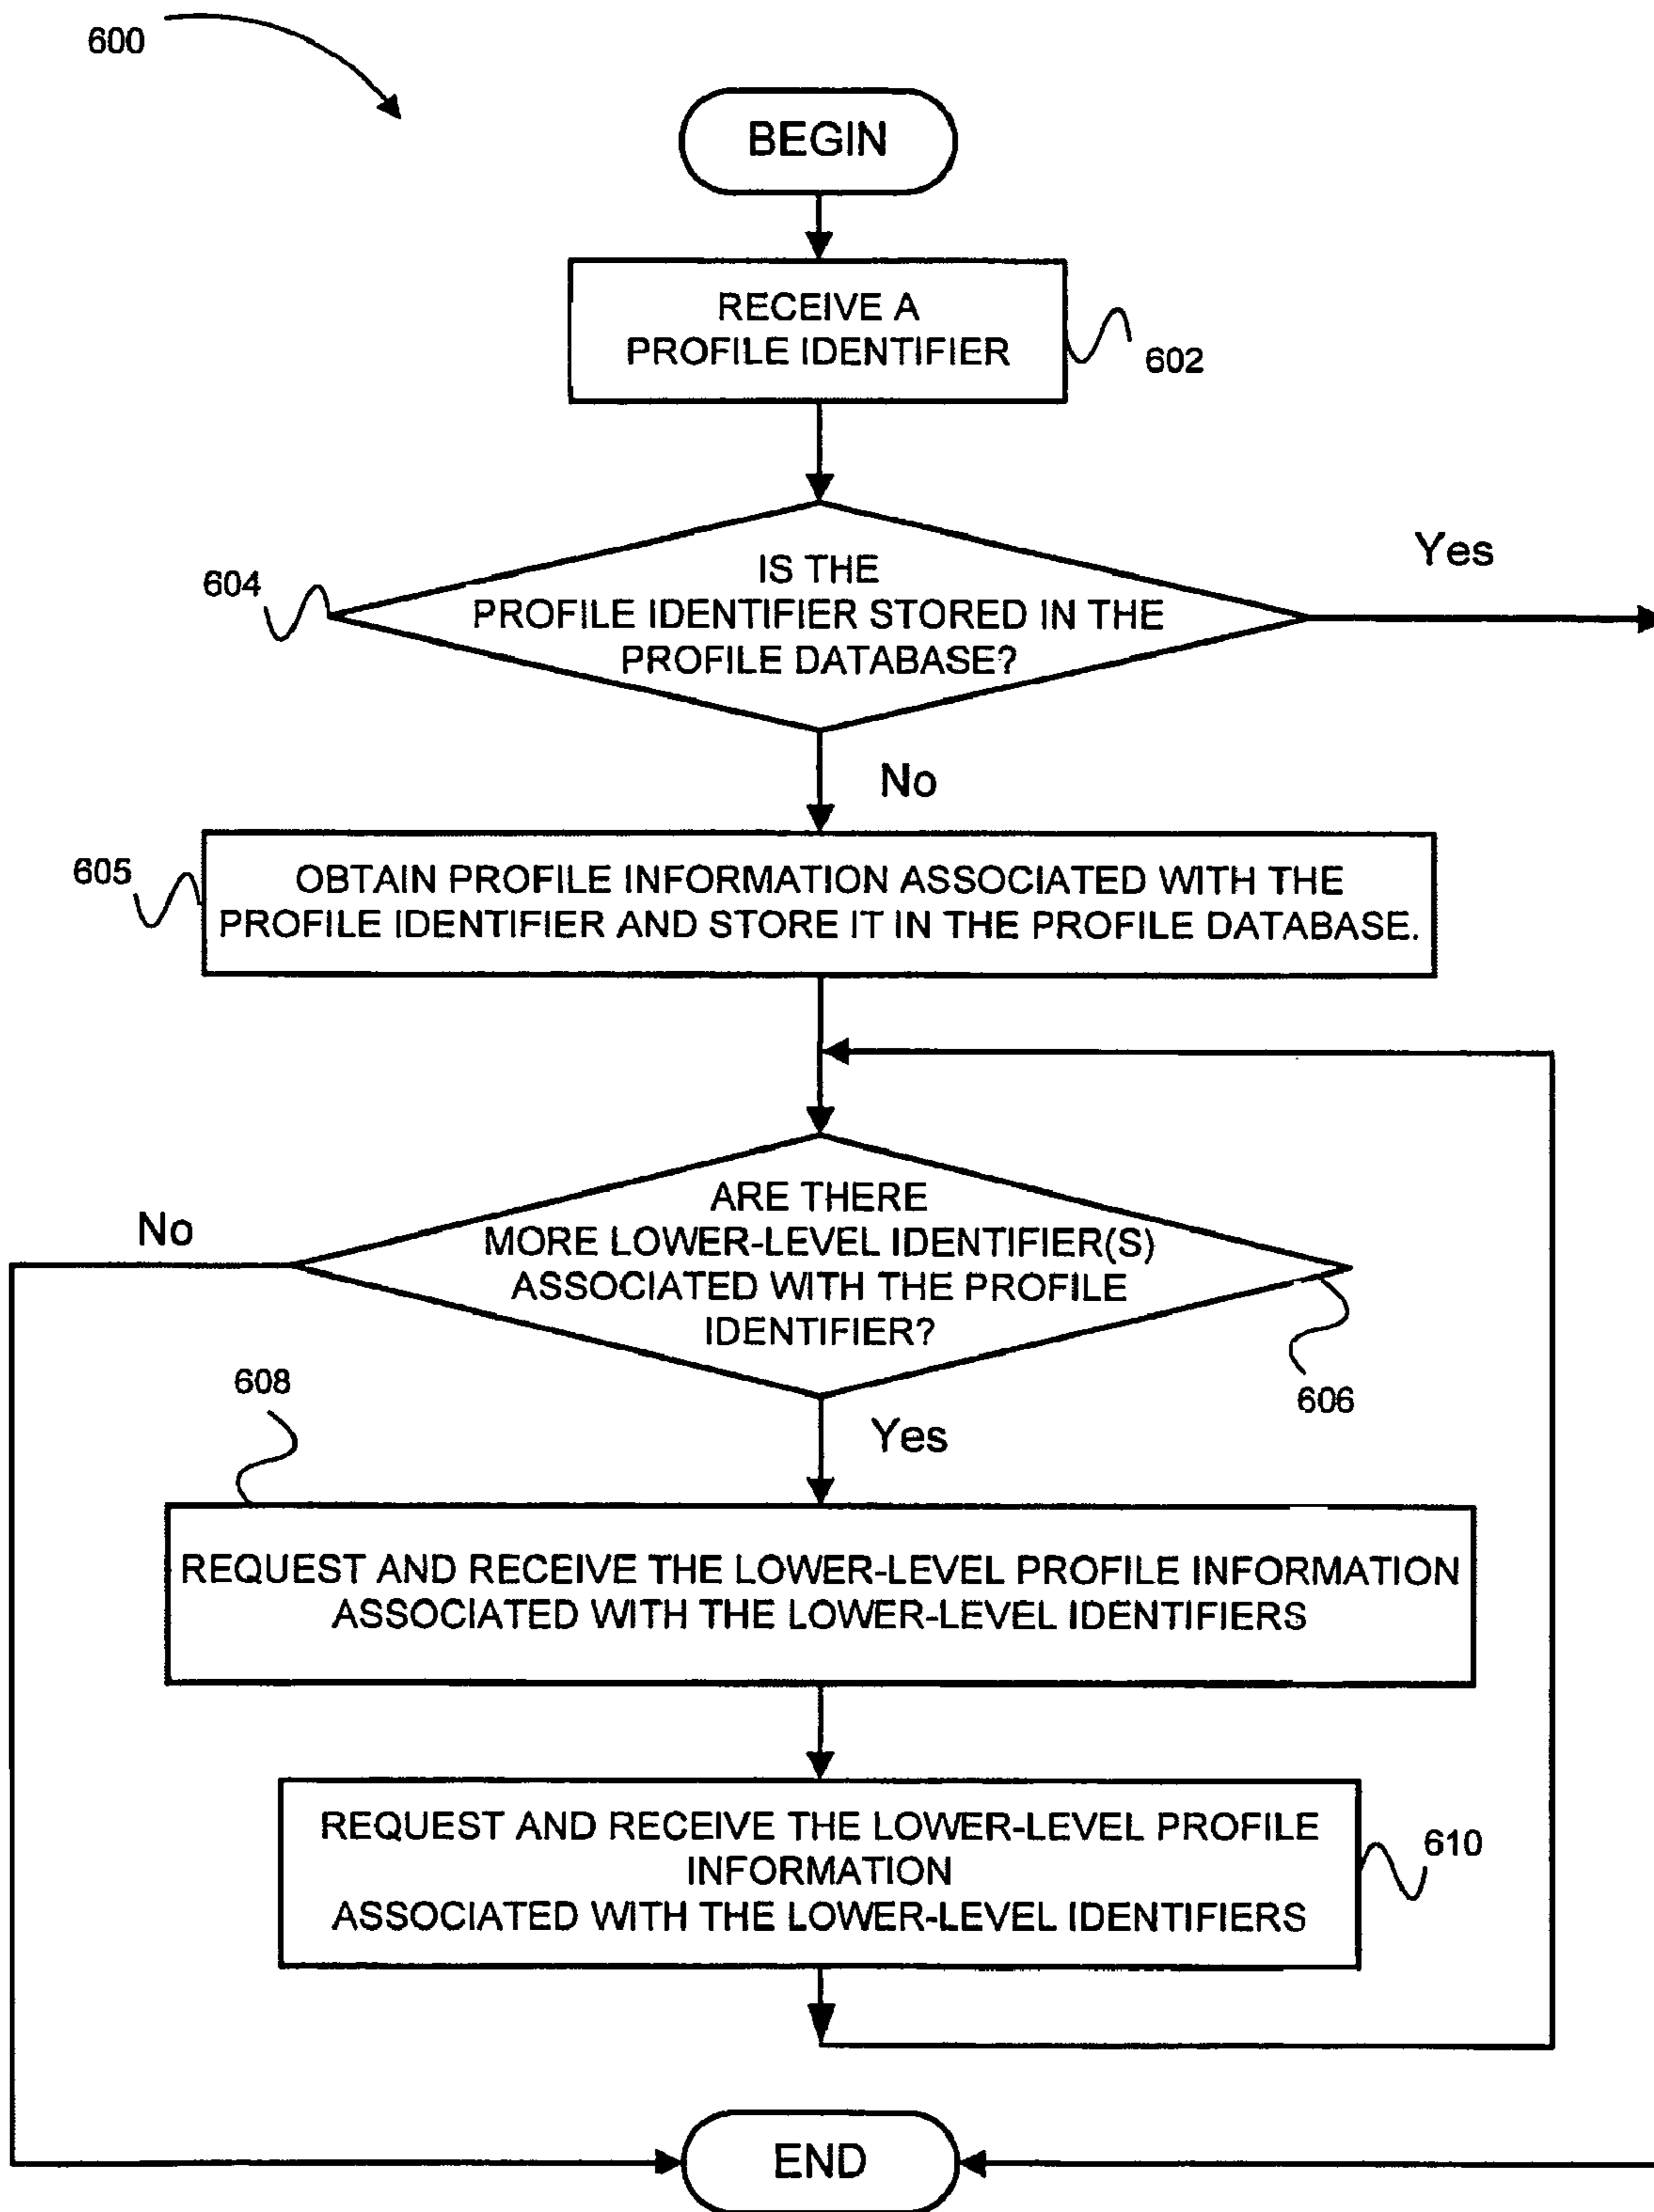 600
BEGIN
RECEIVE A
PROFILE IDENTIFIER
602
604
IS THE
PROFILE IDENTIFIER STORED IN THE
PROFILE DATABASE?
Yes
No
605
OBTAIN PROFILE INFORMATION ASSOCIATED WITH THE
PROFILE IDENTIFIER AND STORE IT IN THE PROFILE DATABASE.
No
ARE THERE
MORE LOWER-LEVEL IDENTIFIER(S)
ASSOCIATED WITH THE PROFILE
IDENTIFIER?
606
608
Yes
REQUEST AND RECEIVE THE LOWER-LEVEL PROFILE INFORMATION
ASSOCIATED WITH THE LOWER-LEVEL IDENTIFIERS
REQUEST AND RECEIVE THE LOWER-LEVEL PROFILE
INFORMATION
ASSOCIATED WITH THE LOWER-LEVEL IDENTIFIERS
610
END